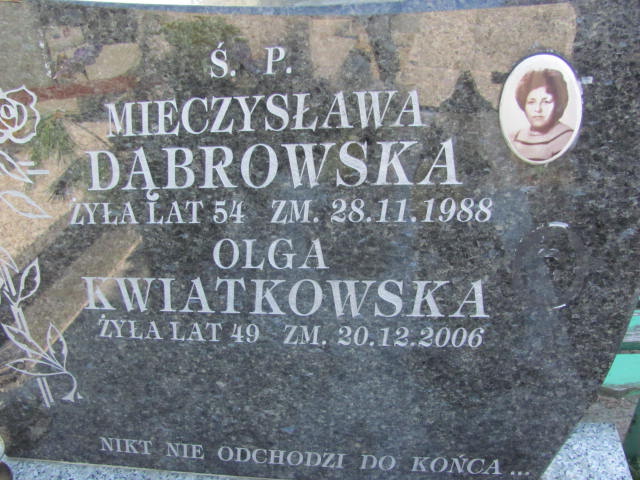 Ś. P.
MIECZYSŁAWA
DĄBROWSKA
ŻYŁA LAT 54 ZM. 28.11.1988
OLGA
KWIATKOWSKA
ŻYŁA LAT 49 ZM. 20.12.2006
NIKT NIE ODCHODZI DO KOŃCA ...